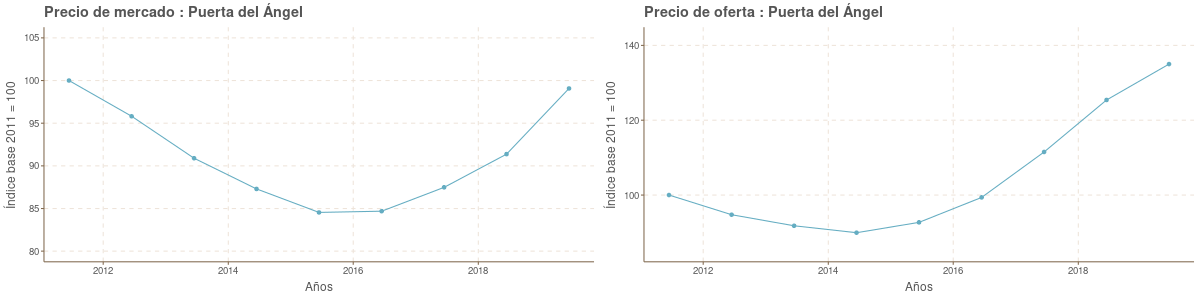 Precio de mercado : Puerta del Ángel
Índice base 2011 = 100
105
100
95
90
85
80
2012
2014
2016
2018
Años
Precio de oferta : Puerta del Ángel
Índice base 2011 = 100
140
120
100
2012
2014
2016
2018
Años